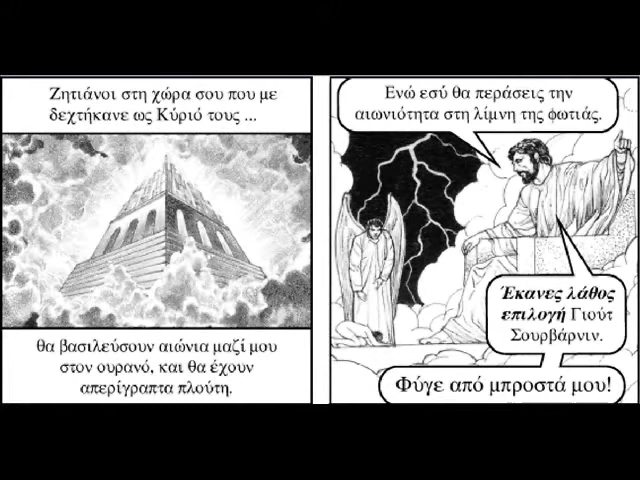 Ζητιάνοι στη χώρα σου που με
δεχτήκανε ως Κύριό τους ...
θα βασιλεύσουν αιώνια μαζί μου
στον ουρανό, και θα έχουν
απερίγραπτα πλούτη.
Ενώ εσύ θα περάσεις την
αιωνιότητα στη λίμνη της φωτιάς.
Έκανες λάθος
επιλογή Γιούτ
Σουρβάρνιν.
Φύγε από μπροστά μου!